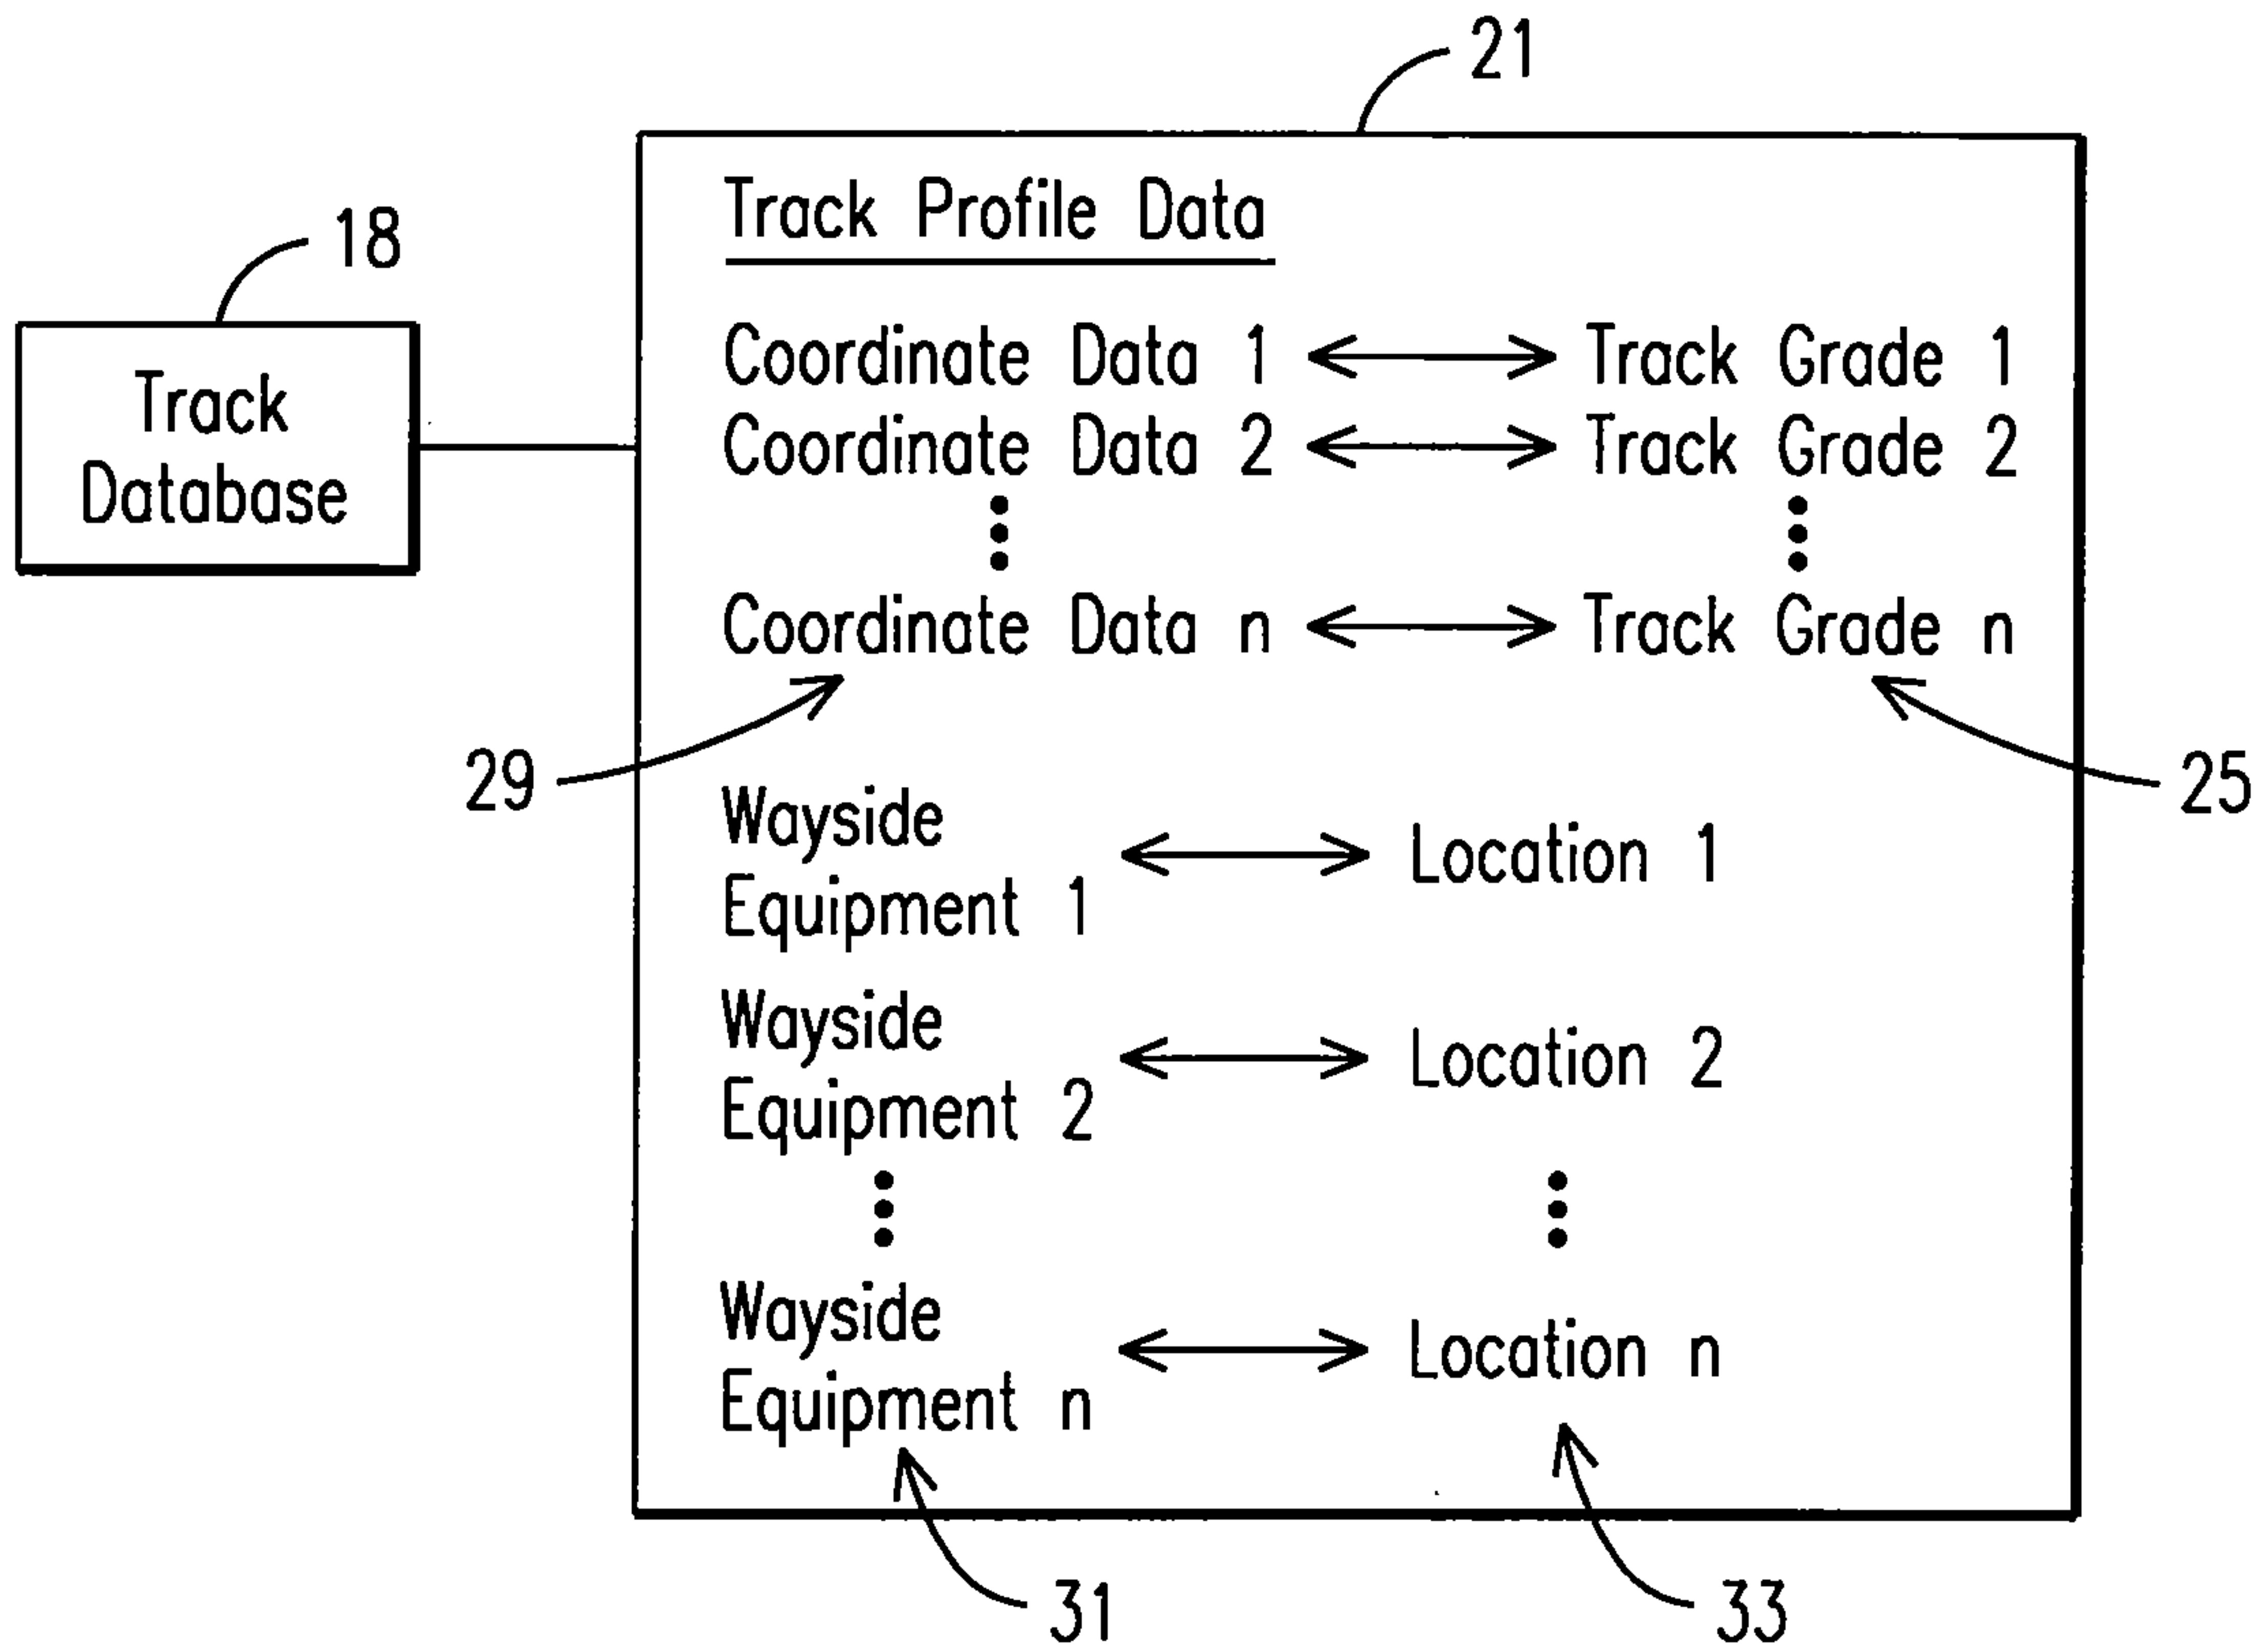 21
18
Track
Database
Track Profile Data
Coordinate Data 1 Track Grade 1
Coordinate Data 2 Track Grade 2
Coordinate Data n Track Grade n
29
25
Wayside
Equipment 1
Location 1
Wayside
Equipment 2
Location 2
Wayside
Equipment n
Location n
31
33